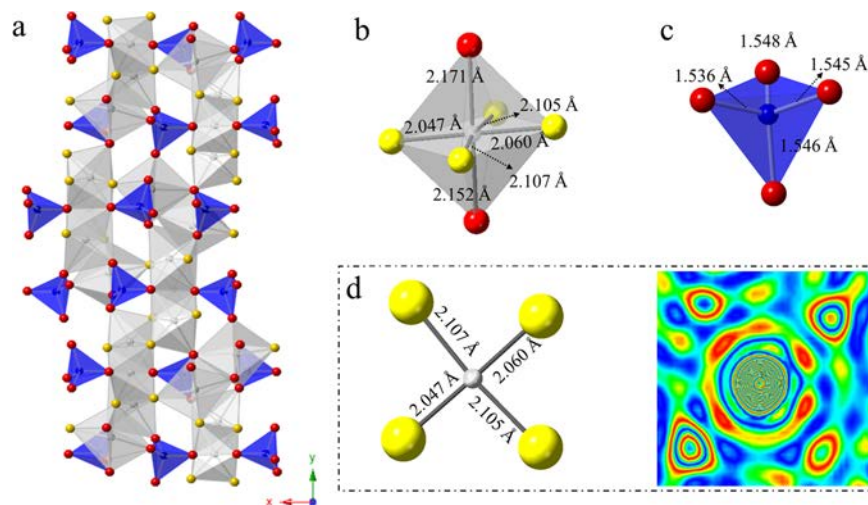 a
b
c
2.171 Å
2.105 Å
2.047 Å
2.060 Å
2.107 Å
2.152 Å
1.548 Å
1.536 Å
1.545 Å
1.546 Å
d
2.107 Å
2.060 Å
2.047 Å
2.105 Å
y
x